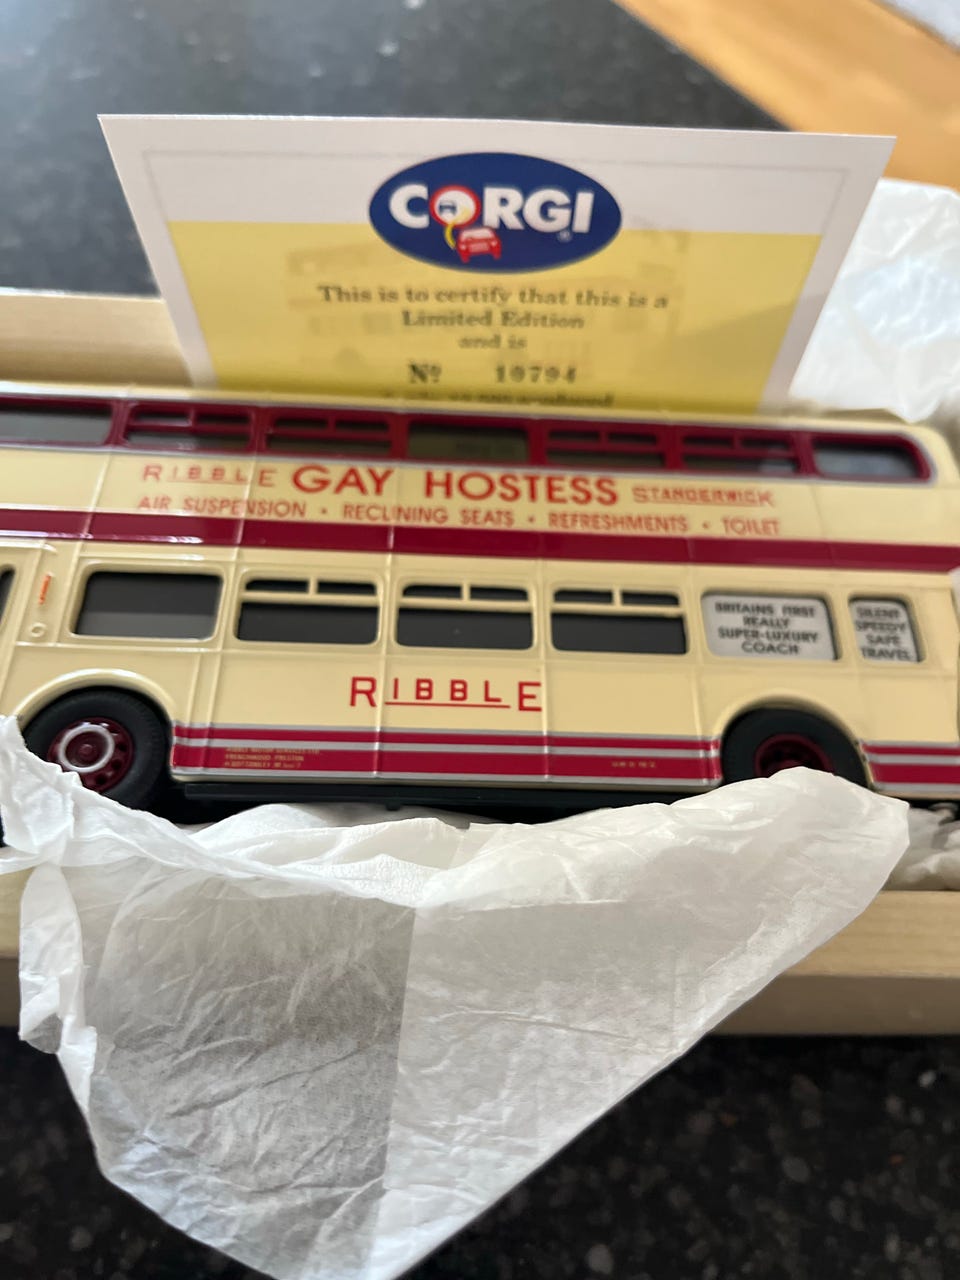 CORGI
This is to certify that this is a
Limited Edition
and is
Nº 10794
RIBBLE GAY HOSTESS STANDERWICK
AIR SUSPENSION • RECLINING SEATS • REFRESHMENTS • TOILET
BRITAINS FIRST
REALLY
SUPER-LUXURY
COACH
SILENT
SPEEDY
SAFE
TRAVEL
RIBBLE